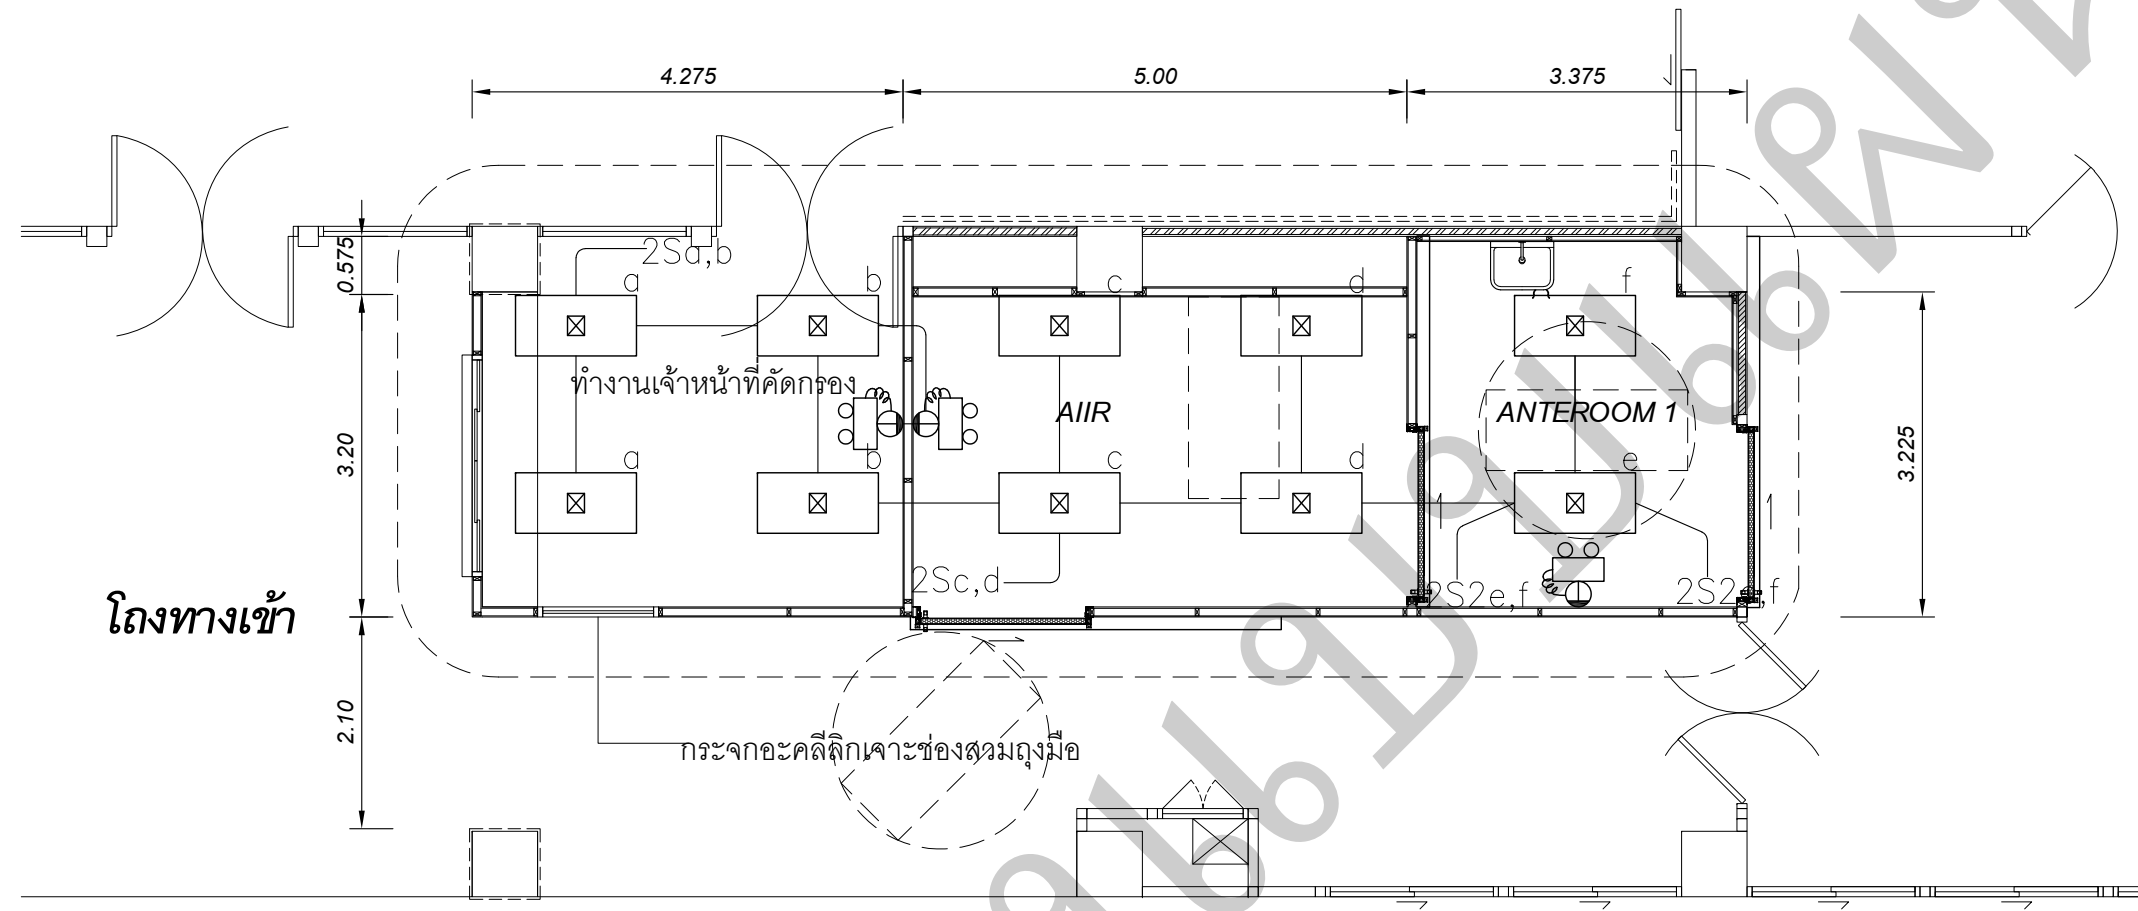 4.275
5.00
3.375
0.575
2Sa,b
a
b
c
d
f
ทำงานเจ้าหน้าที่คัดกรอง
AIIR
ANTEROOM 1
3.20
3.225
a
b
c
d
e
2Sc,d
2S2e,f
2S2e,f
โถงทางเข้า
2.10
กระจกอะคลีลิกเจาะช่องสวมถุงมือ